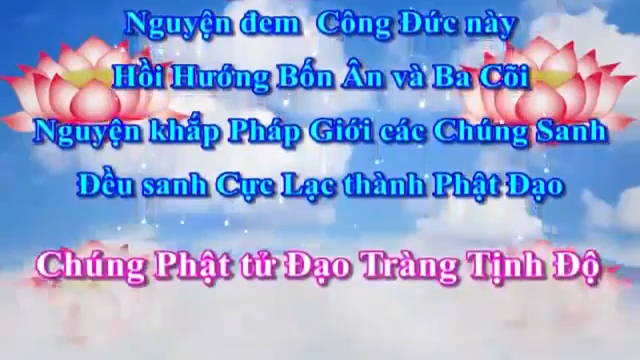 Nguyện đem Công Đức này
Hồi Hướng Bốn Ân và Ba Cõi
Nguyện khắp Pháp Giới các Chúng Sanh
Đều sanh Cực Lạc thành Phật Đạo
Chúng Phật tử Đạo Tràng Tịnh Độ